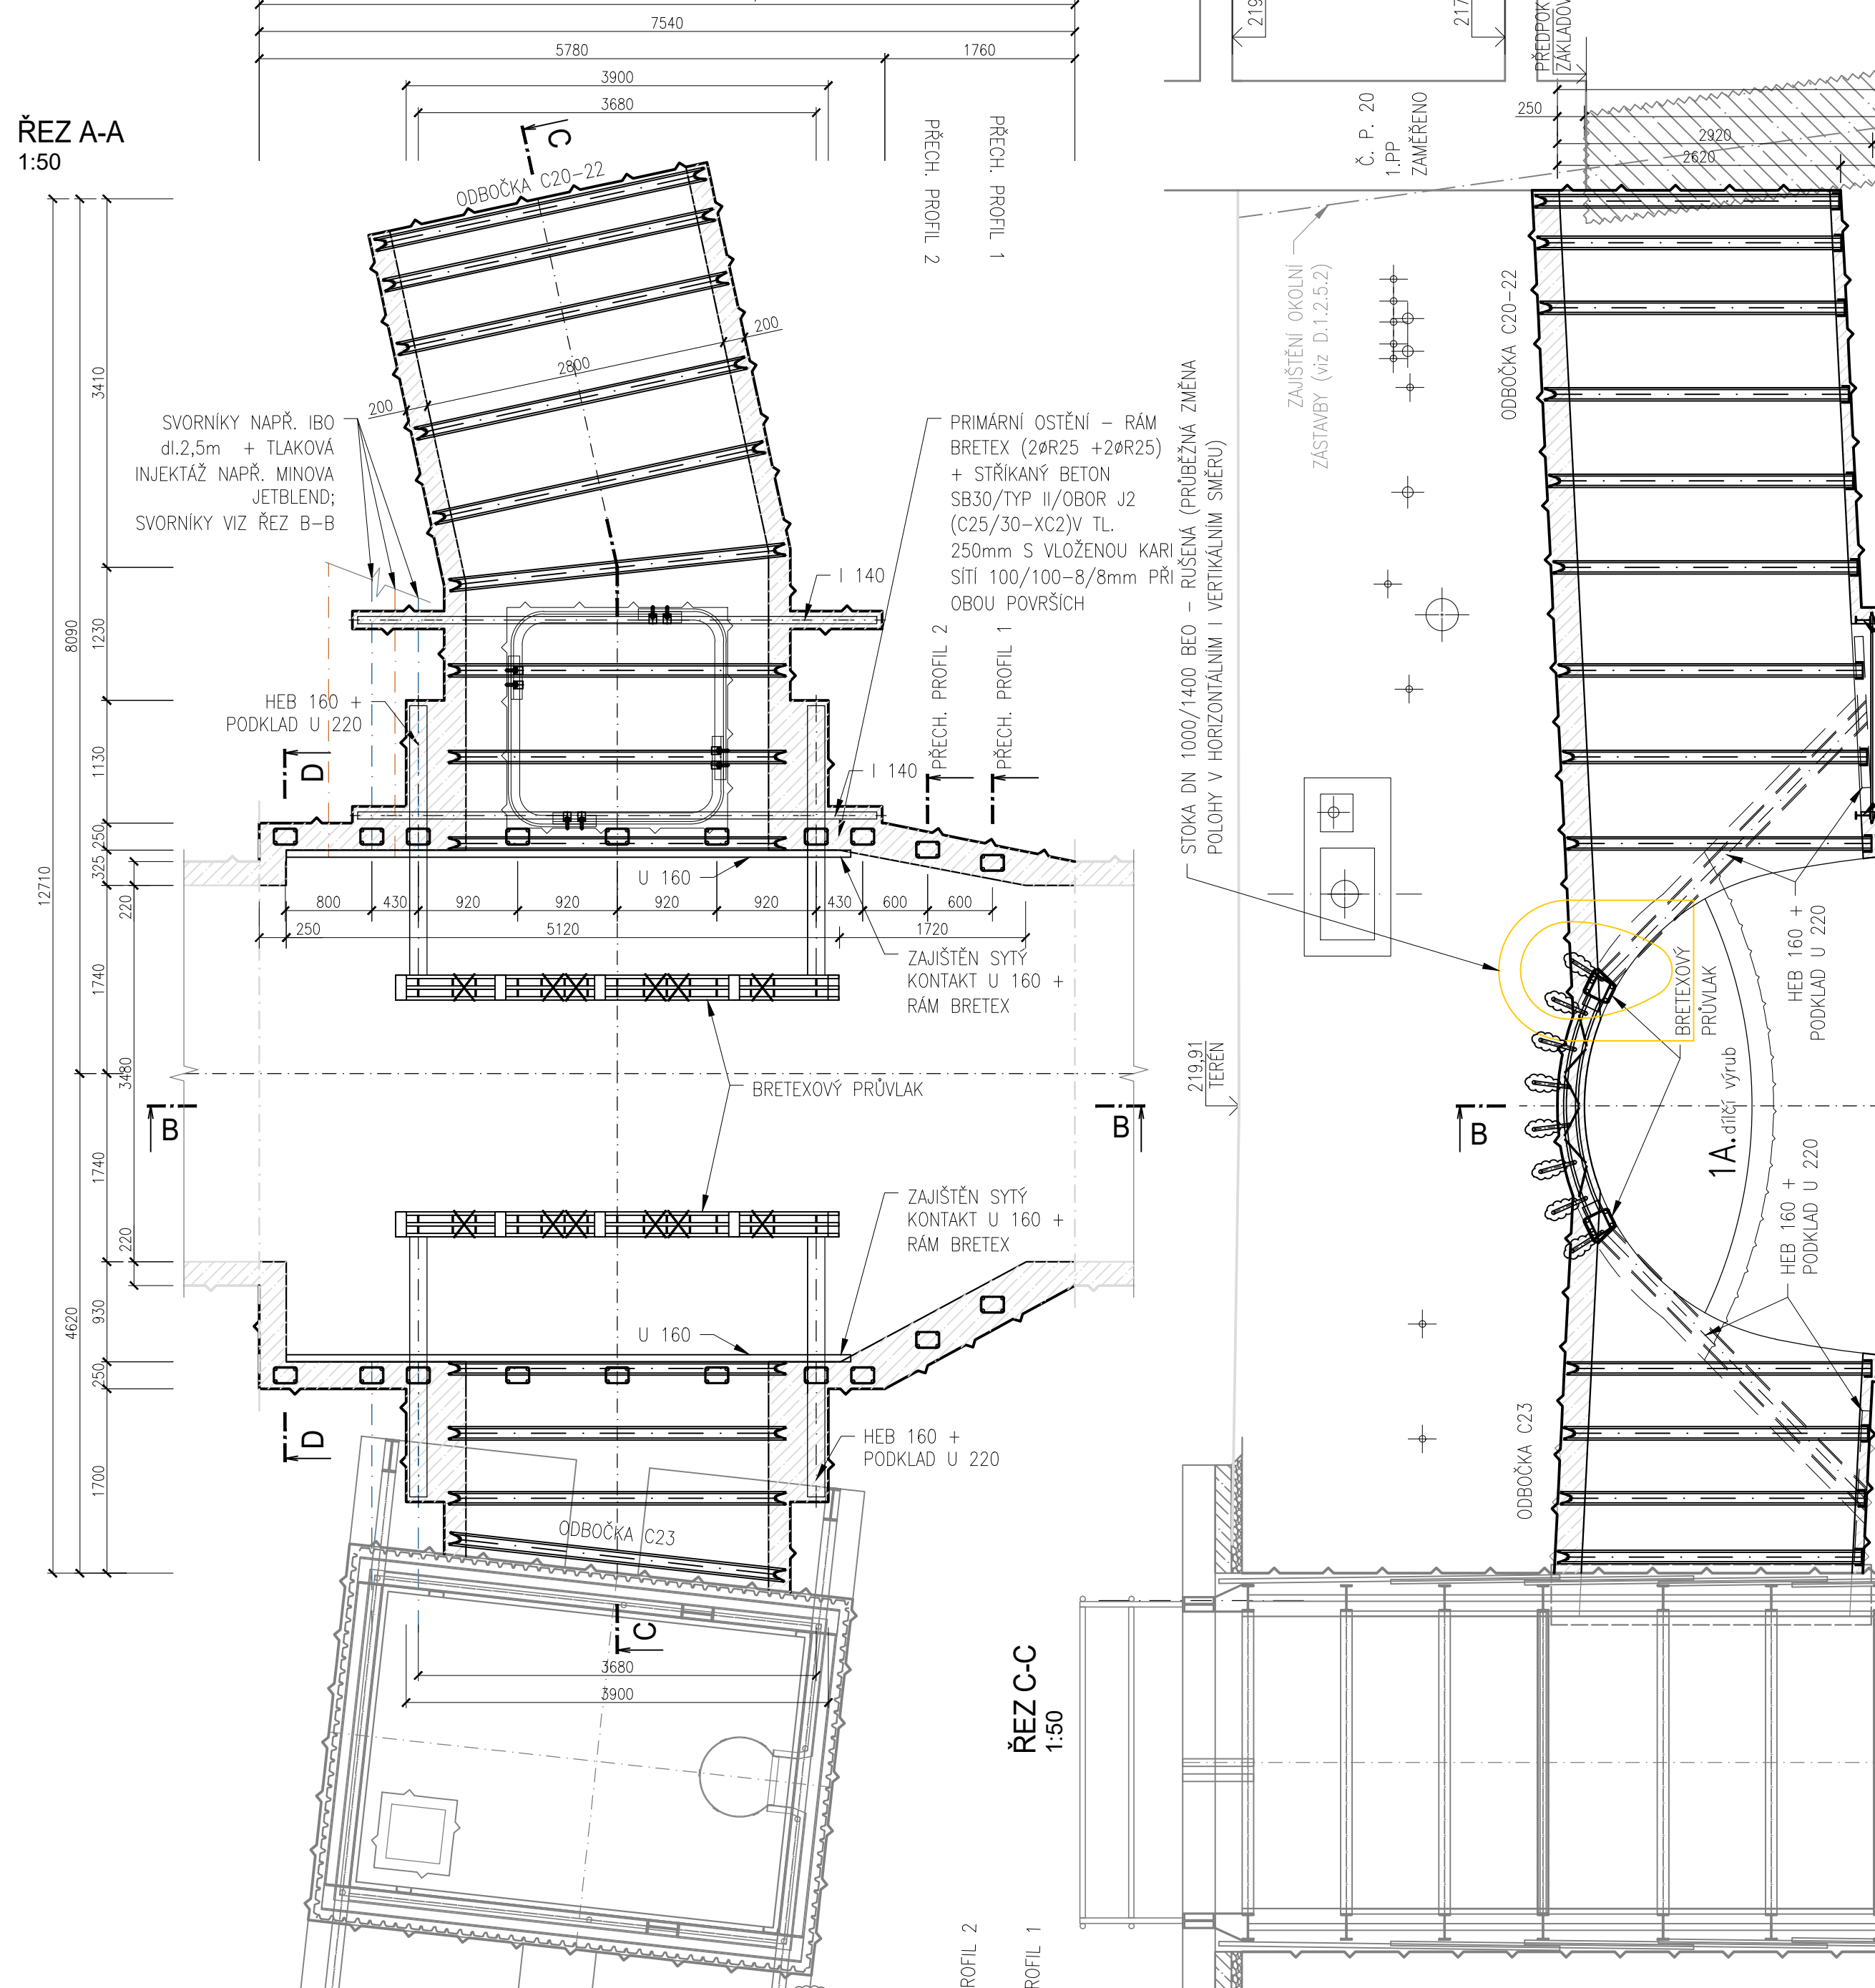 7540
5780
1760
3900
3680
ŘEZ A-A
1:50
C
ODBOČKA C20-22
PŘECH. PROFIL 2
PŘECH. PROFIL 1
200
2800
200
SVORNÍKY NAPŘ. IBO
dl.2,5m + TLAKOVÁ
INJEKTÁŽ NAPŘ. MINOVA
JETBLEND;
SVORNÍKY VIZ ŘEZ B-B
PRIMÁRNÍ OSTĚNÍ – RÁM
BRETEX (2øR25 +2øR25)
+ STŘÍKANÝ BETON
SB30/TYP II/OBOR J2
(C25/30-XC2)V TL.
250mm S VLOŽENOU KARI
SÍTÍ 100/100-8/8mm PŘI
OBOU POVRŠÍCH
I 140
HEB 160 +
PODKLAD U 220
D
I 140
PŘECH. PROFIL 2
PŘECH. PROFIL 1
12710
8090
4620
3410
1230
1130
250
325
220
1740
3480
1740
220
930
250
1700
U 160
800
430
920
920
920
920
430
600
600
250
5120
1720
ZAJIŠTĚN SYTÝ
KONTAKT U 160 +
RÁM BRETEX
BRETEXOVÝ PRŮVLAK
B
B
ZAJIŠTĚN SYTÝ
KONTAKT U 160 +
RÁM BRETEX
U 160
D
HEB 160 +
PODKLAD U 220
ODBOČKA C23
C
3680
3900
ŘEZ C-C
1:50
219
217
ZÁKLADOV
PŘEDPOK
250
2920
2620
Č. P. 20
1.PP
ZAMĚŘENO
ZAJIŠTĚNÍ OKOLNÍ
ZÁSTAVBY (viz D.1.2.5.2)
ODBOČKA C20-22
STOKA DN 1000/1400 BEO – RUŠENÁ (PRŮBĚŽNÁ ZMĚNA
POLOHY V HORIZONTÁLNÍM I VERTIKÁLNÍM SMĚRU)
HEB 160 +
PODKLAD U 220
BRETEXOVÝ
PRŮVLAK
1A. dílčí výrub
219,91
TERÉN
B
HEB 160 +
PODKLAD U 220
ODBOČKA C23
ROFIL 2
ROFIL 1